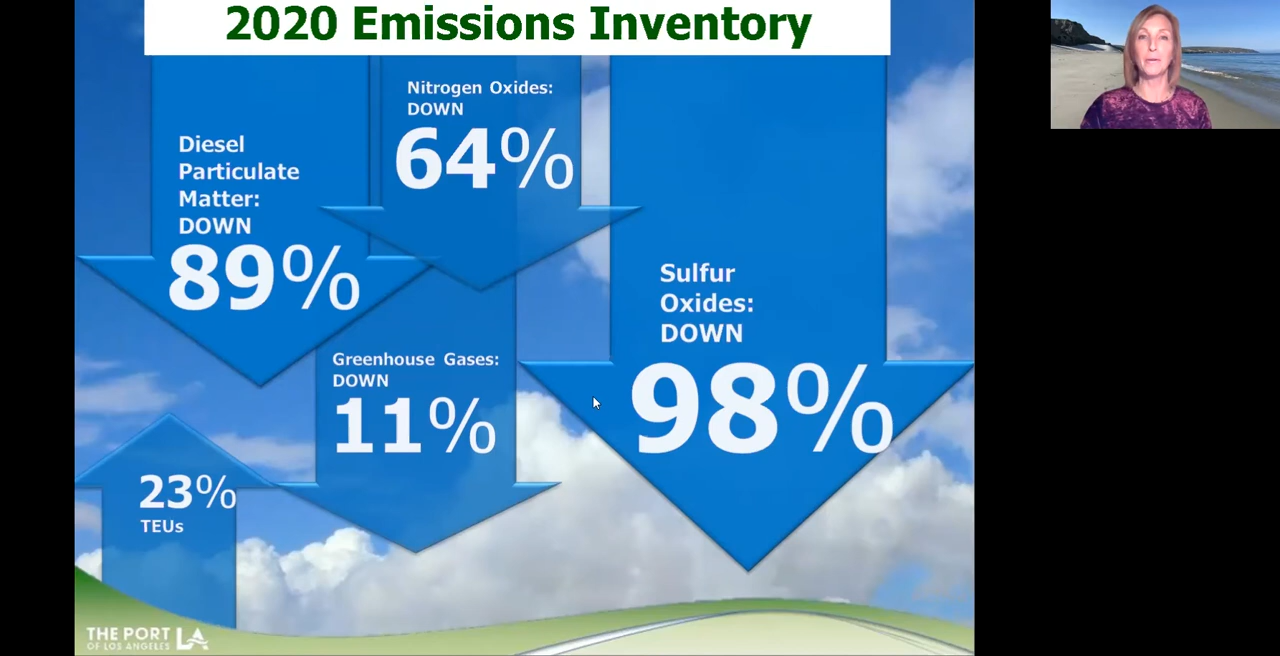 2020 Emissions Inventory
Nitrogen Oxides:
DOWN
64%
Diesel
Particulate
Matter:
DOWN
89%
Sulfur
Oxides:
DOWN
98%
Greenhouse Gases:
DOWN
11%
23%
TEUs
THE PORT
OF LOS ANGELES
LA